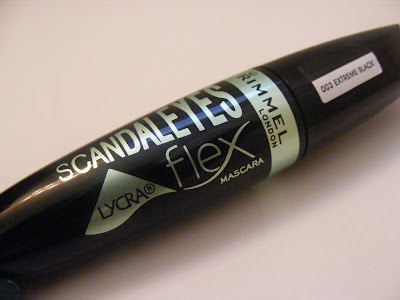 SCANDALEYES
LYCRA®
flex
MASCARA
RIMMEL
LONDON
003 EXTREME BLACK